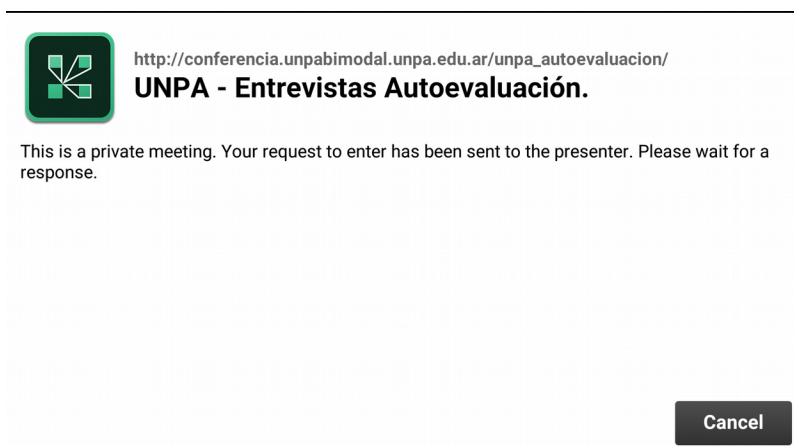 http://conferencia.unpabimodal.unpa.edu.ar/unpa_autoevaluacion/
UNPA - Entrevistas Autoevaluación.
This is a private meeting. Your request to enter has been sent to the presenter. Please wait for a
response.
Cancel